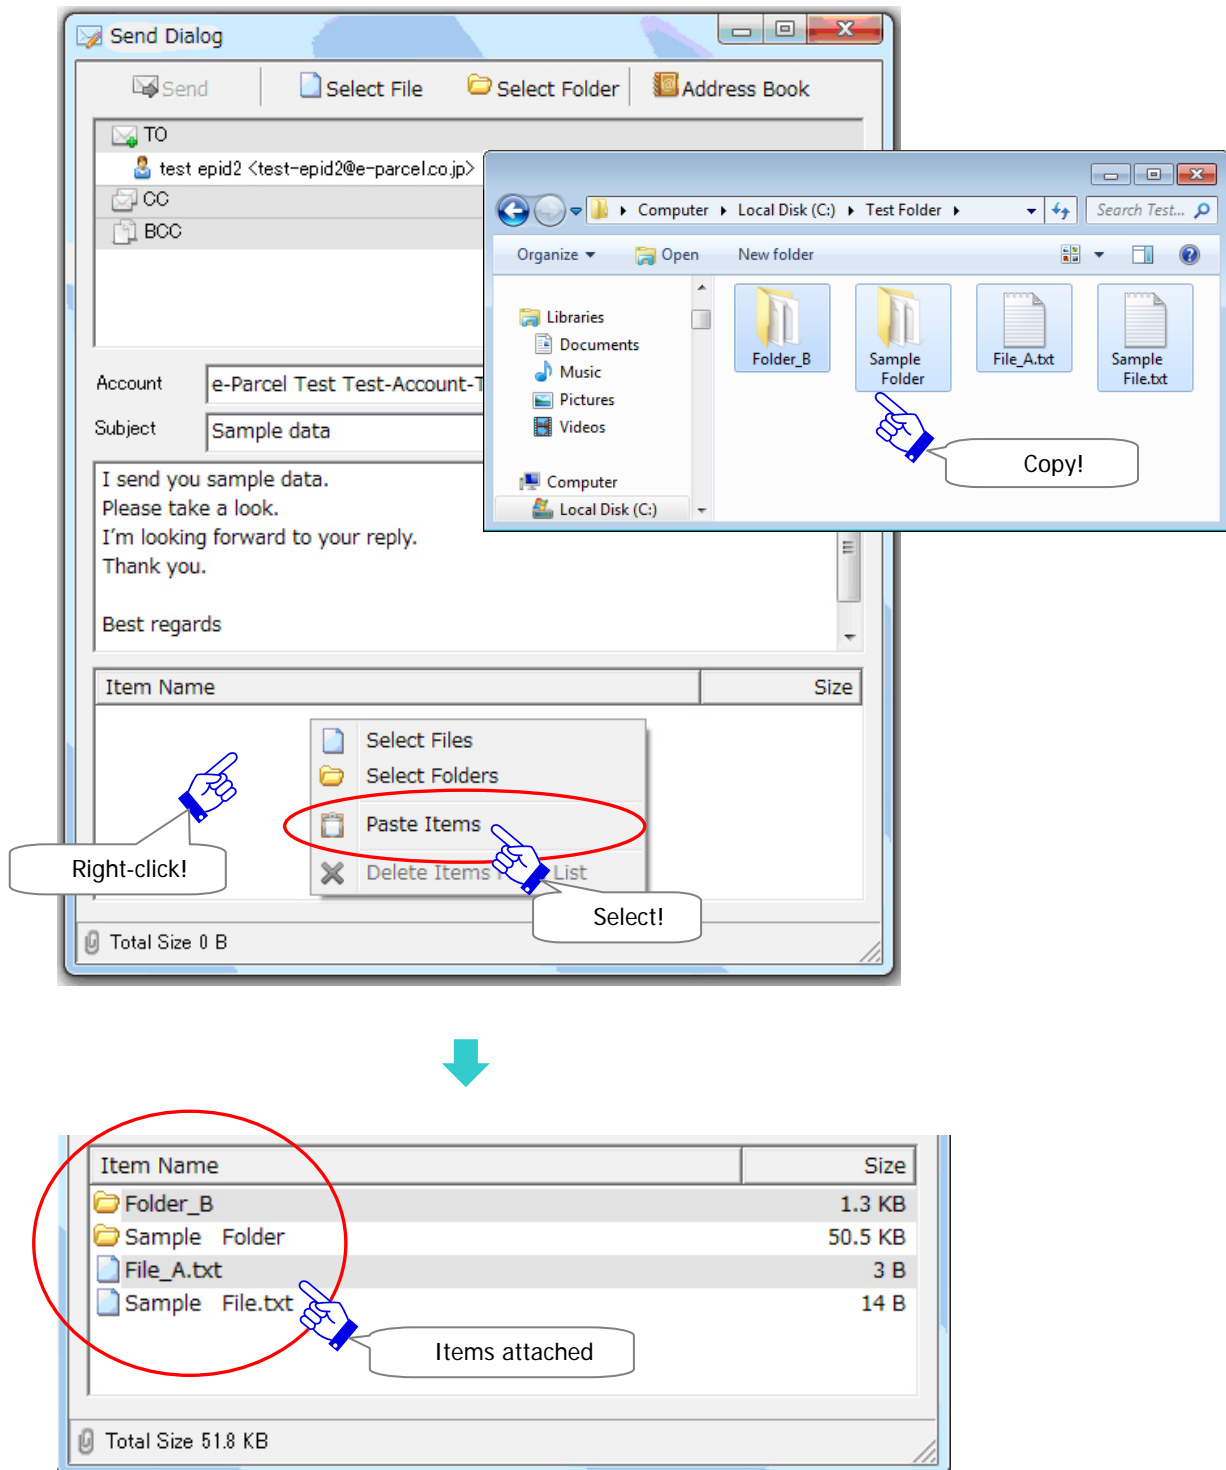 Send Dialog
Send
Select File
Select Folder
Address Book
TO
test epid2 <test-epid2@e-parcel.co.jp>
CC
BCC
Computer
Local Disk (C:)
Test Folder
Search Test...
Organize
Open
New folder
Libraries
Documents
Music
Pictures
Videos
Computer
Local Disk (C:)
Folder_B
Sample
Folder
File_A.txt
Sample
File.txt
Copy!
Account
e-Parcel Test Test-Account-T
Subject
Sample data
I send you sample data.
Please take a look.
I'm looking forward to your reply.
Thank you.
Best regards
Item Name
Size
Select Files
Select Folders
Paste Items
Delete Items
List
Right-click!
Select!
Total Size 0 B
Item Name
Size
Folder_B
1.3 KB
Sample Folder
50.5 KB
File_A.txt
3 B
Sample File.txt
14 B
Items attached
Total Size 51.8 KB